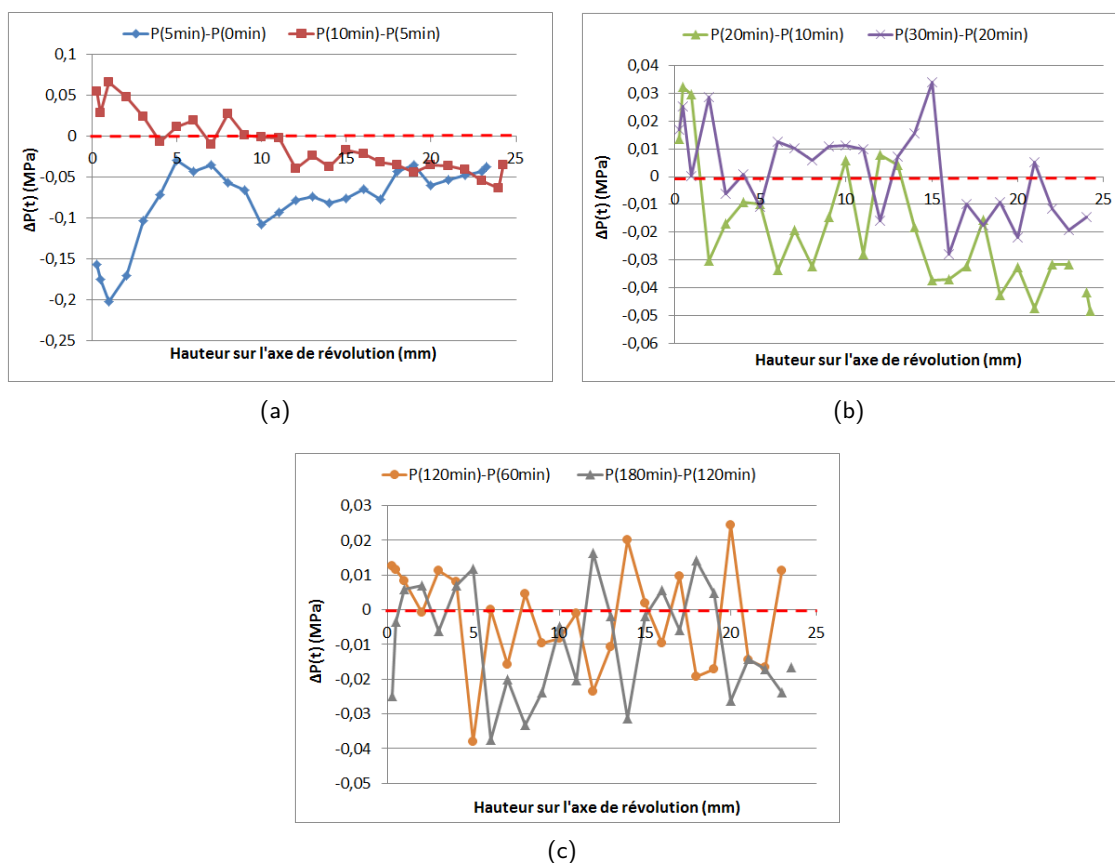 P(5min)-P(0min) P(10min)-P(5min)
0,1
0,05
0
-0,05
-0,1
-0,15
-0,2
-0,25
0 5 10 15 20 25
ΔP(t) (MPa)
Hauteur sur l'axe de révolution (mm)
(a)
P(20min)-P(10min) P(30min)-P(20min)
0,04
0,03
0,02
0,01
0
-0,01
-0,02
-0,03
-0,04
-0,05
-0,06
0 5 10 15 20 25
ΔP(t) (MPa)
Hauteur sur l'axe de révolution (mm)
(b)
P(120min)-P(60min) P(180min)-P(120min)
0,03
0,02
0,01
0
-0,01
-0,02
-0,03
-0,04
-0,05
0 5 10 15 20 25
ΔP(t) (MPa)
Hauteur sur l'axe de révolution (mm)
(c)